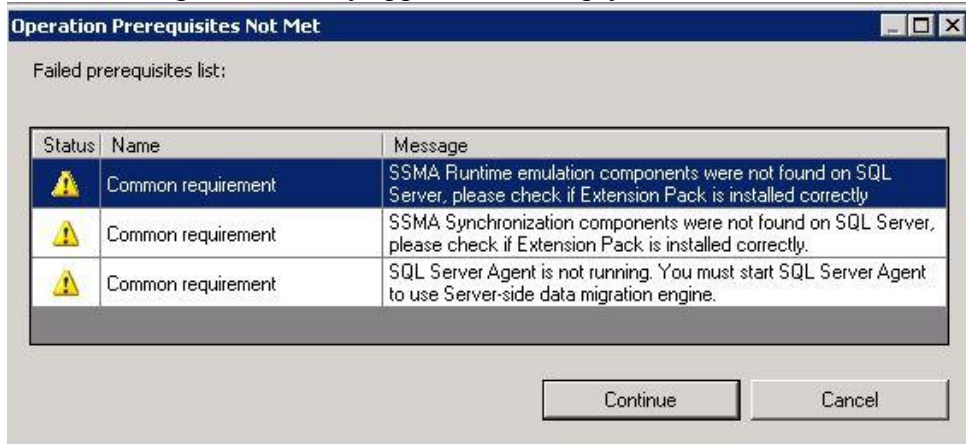 Operation Prerequisites Not Met
Failed prerequisites list:
Status Name Message
Common requirement SSMA Runtime emulation components were not found on SQL
Server, please check if Extension Pack is installed correctly
Common requirement SSMA Synchronization components were not found on SQL Server,
please check if Extension Pack is installed correctly.
Common requirement SQL Server Agent is not running. You must start SQL Server Agent
to use Server-side data migration engine.
Continue Cancel